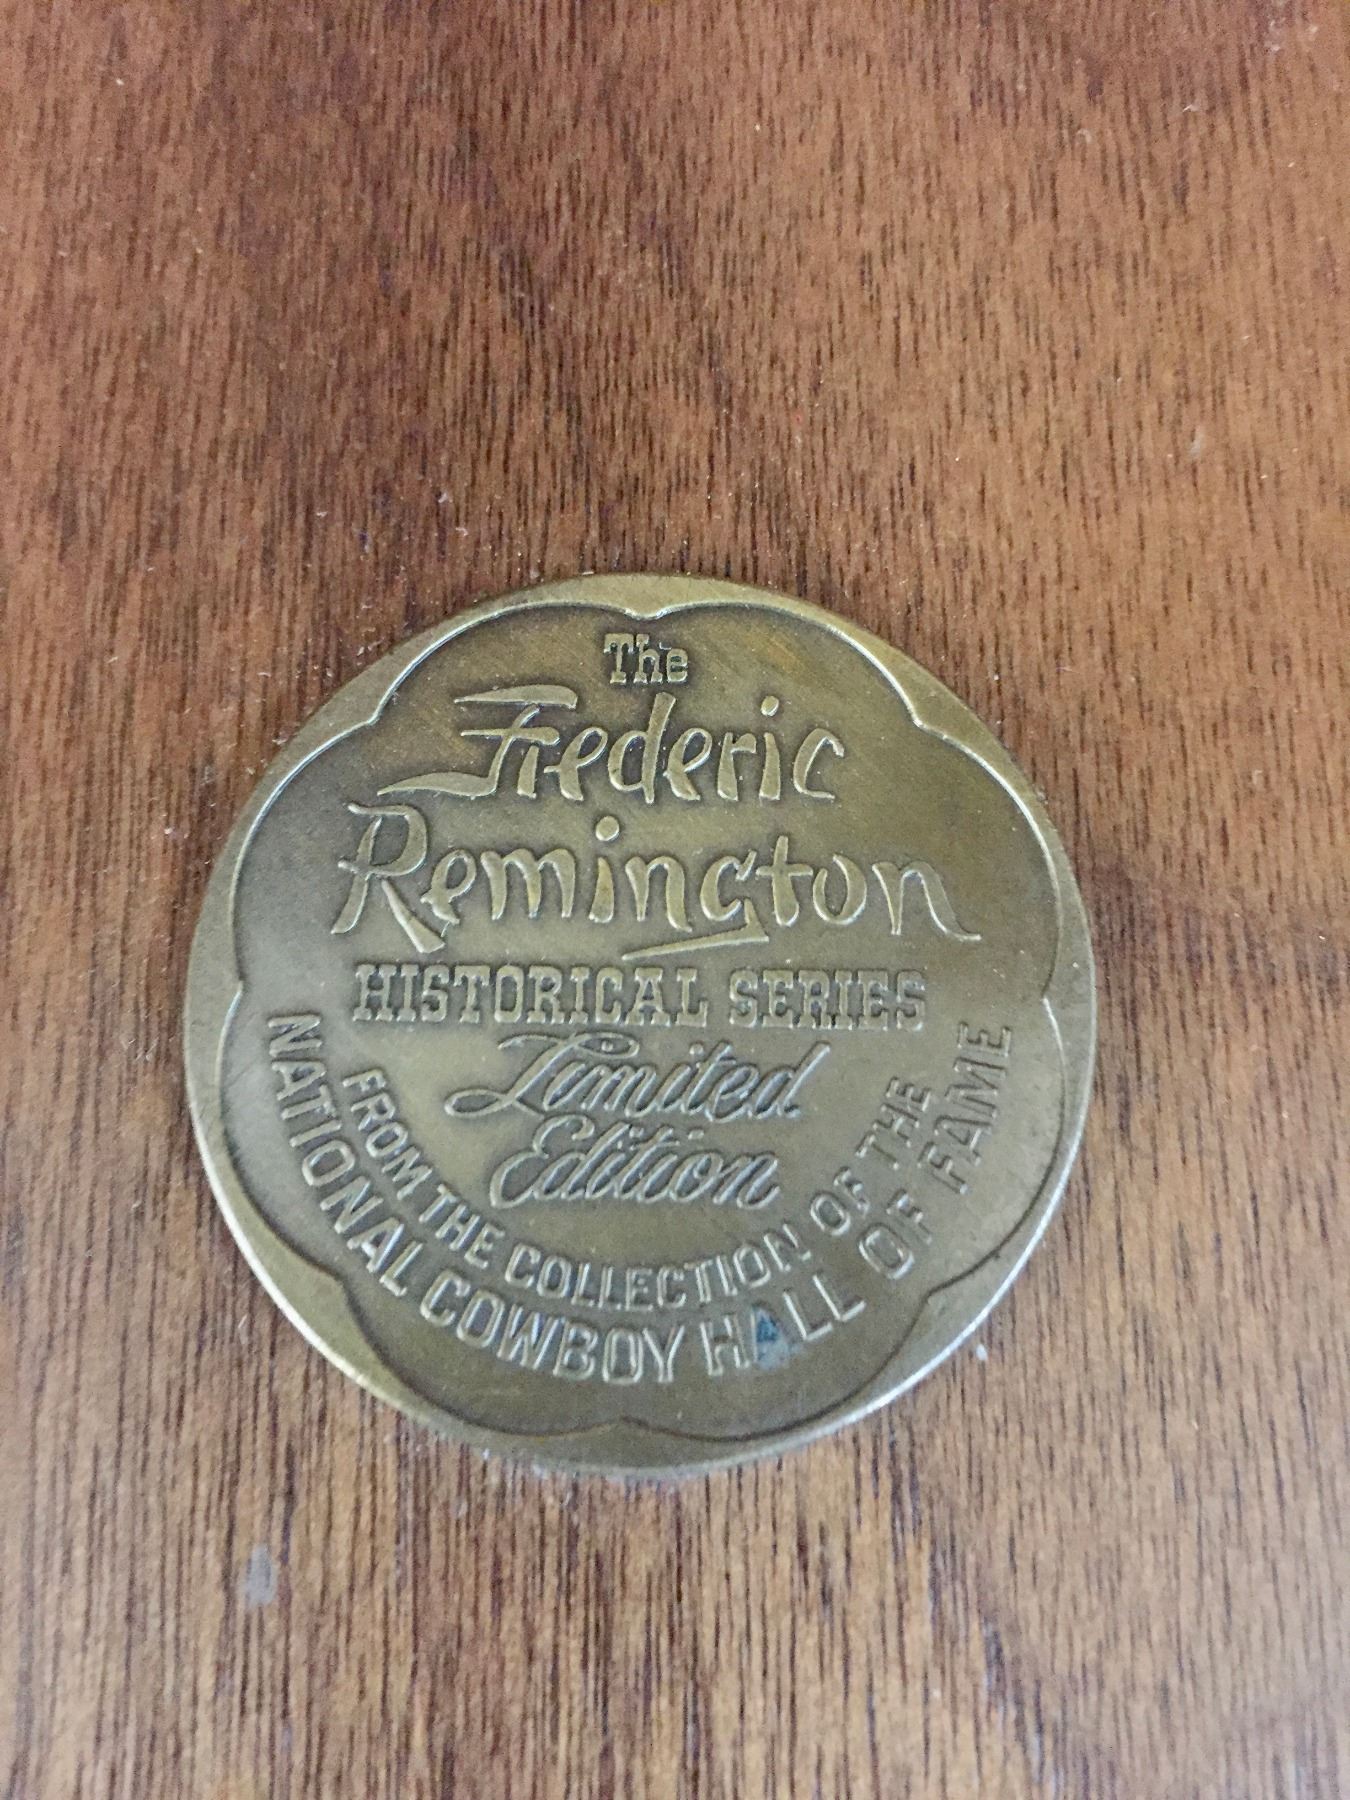 The
Frederic
Remington
HISTORICAL SERIES
Limited
Edition
FROM THE COLLECTION OF THE
NATIONAL COWBOY HALL OF FAME